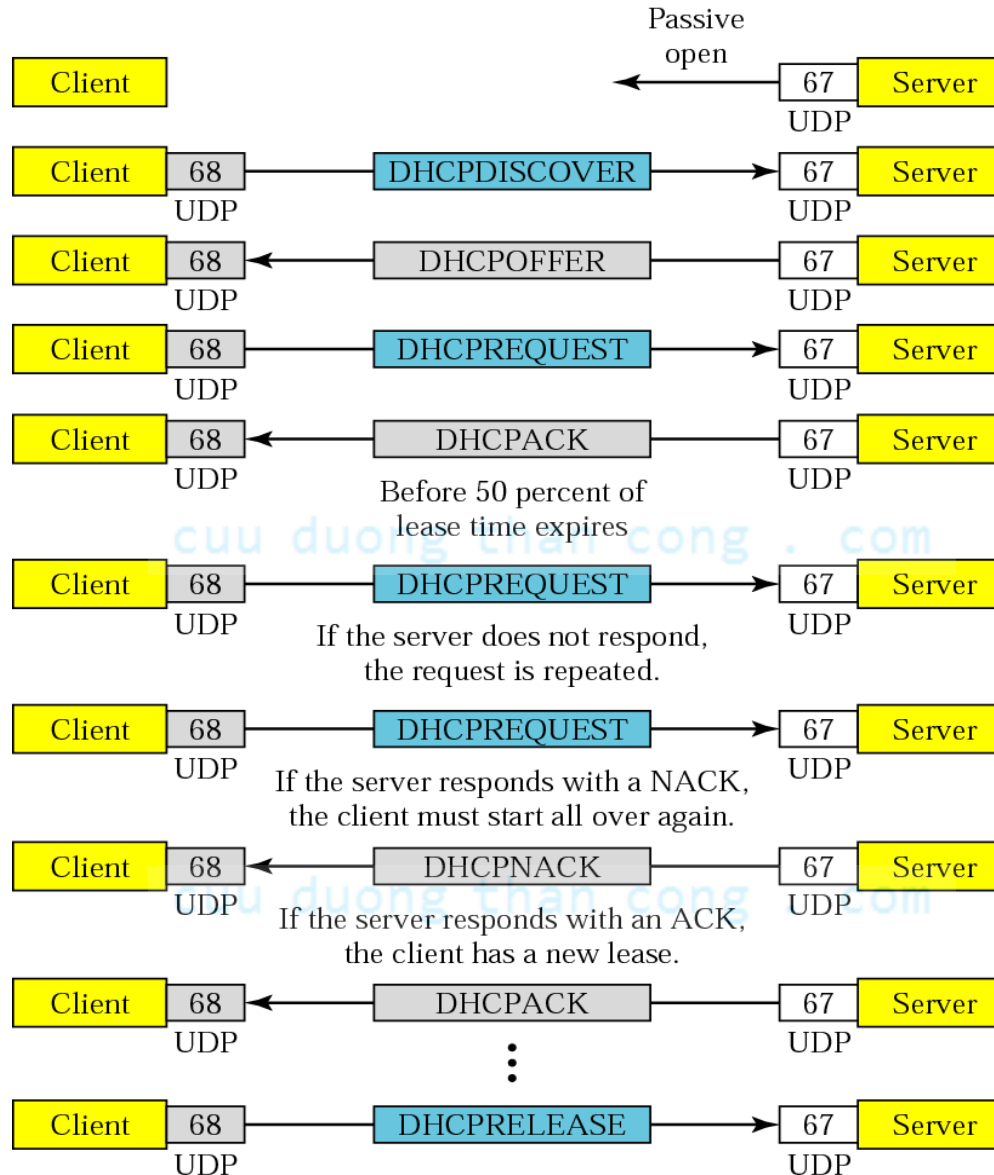 Passive
open
Client 67 Server
UDP
Client 68 DHCPDISCOVER 67 Server
UDP UDP
Client 68 DHCPOFFER 67 Server
UDP UDP
Client 68 DHCPREQUEST 67 Server
UDP UDP
Client 68 DHCPACK 67 Server
UDP UDP
Before 50 percent of
lease time expires
cuu duong than cong . com
Client 68 DHCPREQUEST 67 Server
UDP UDP
If the server does not respond,
the request is repeated.
Client 68 DHCPREQUEST 67 Server
UDP UDP
If the server responds with a NACK,
the client must start all over again.
Client 68 DHCPNACK 67 Server
UDP UDP
cuu duong than cong . com
If the server responds with an ACK,
the client has a new lease.
Client 68 DHCPACK 67 Server
UDP UDP
Client 68 DHCPRELEASE 67 Server
UDP UDP